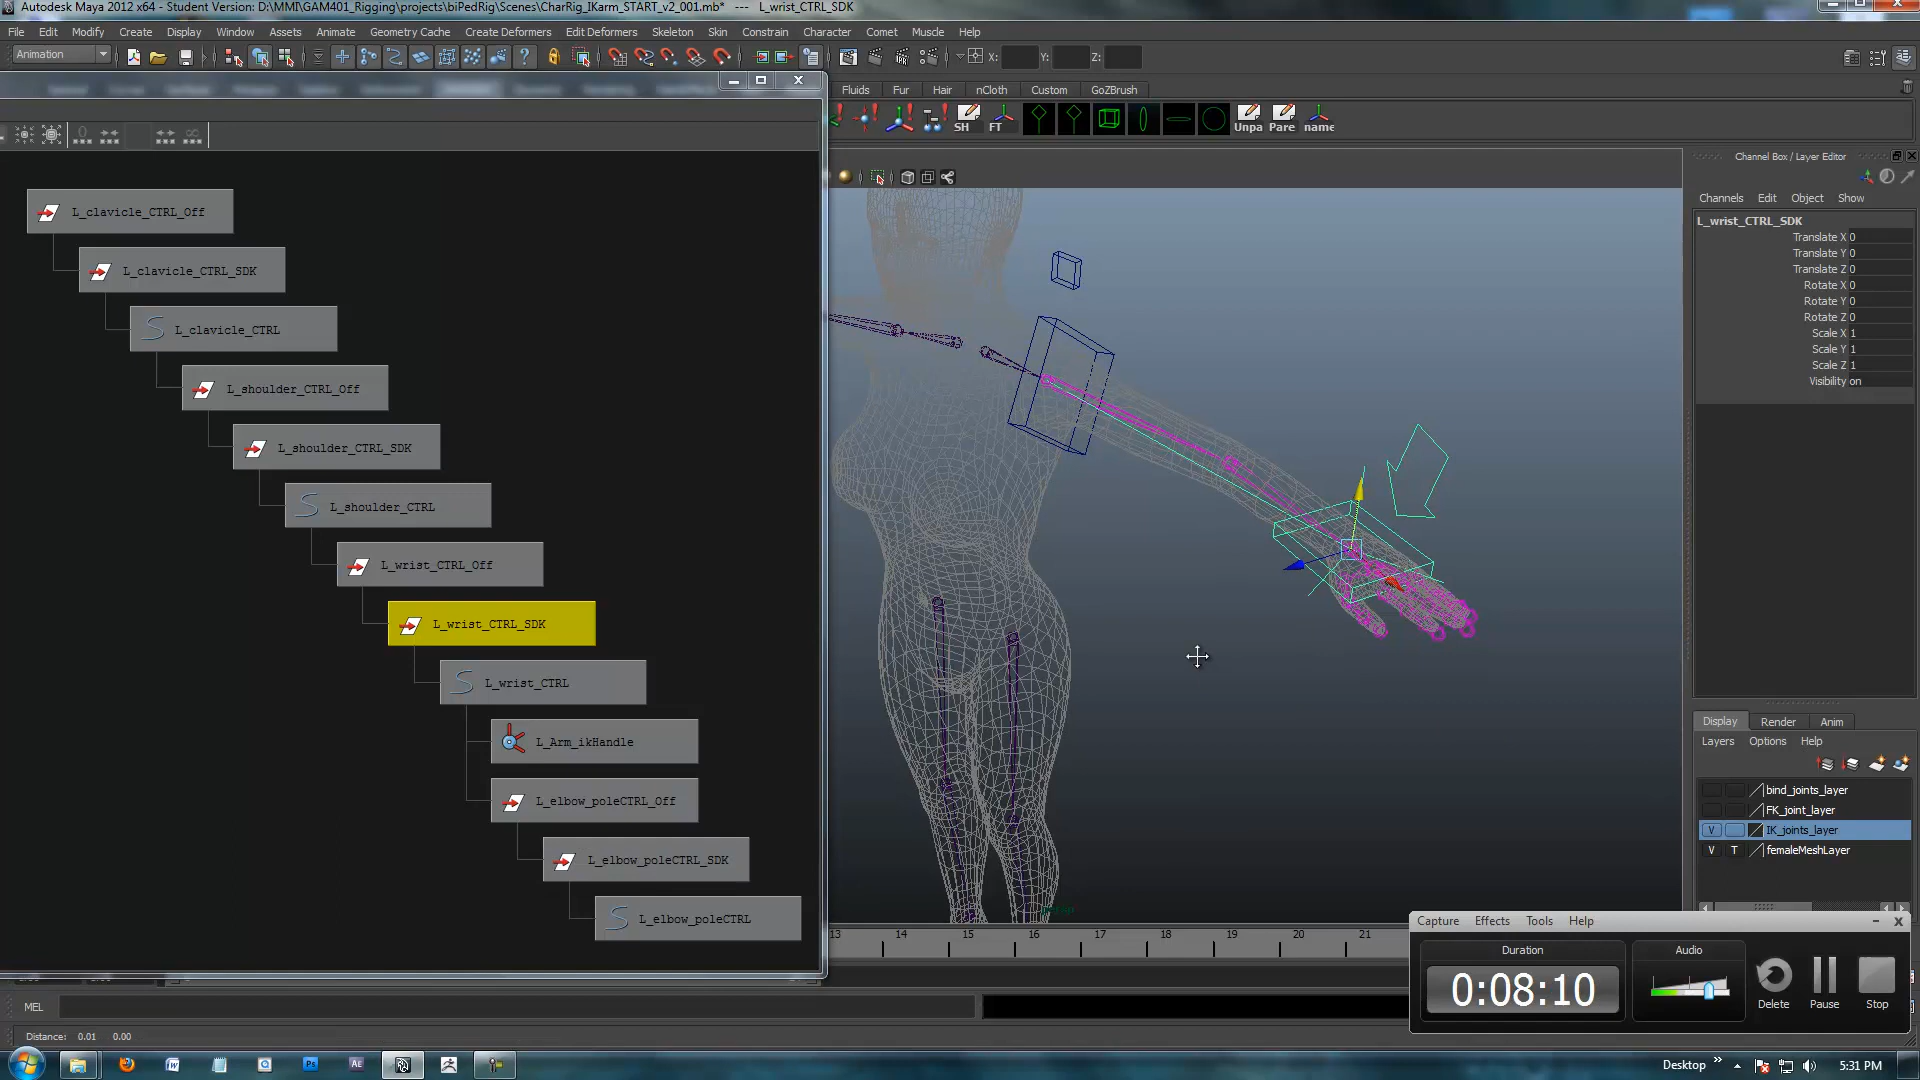 Autodesk Maya 2012 x64 - Student Version: D:\MMI\GAM401_Rigging\projects\biPedRig\Scenes\CharRig_IKarm_START_v2_001.mb* --- L_wrist_CTRL_SDK
File Edit Modify Create Display Window Assets Animate Geometry Cache Create Deformers Edit Deformers Skeleton Skin Constrain Character Comet Muscle Help
Animation
X: Y: Z:
Fluids Fur Hair nCloth Custom GoZBrush
SH FT Unpa Pare name
Channel Box / Layer Editor
Channels Edit Object Show
L_wrist_CTRL_SDK
Translate X 0
Translate Y 0
Translate Z 0
Rotate X 0
Rotate Y 0
Rotate Z 0
Scale X 1
Scale Y 1
Scale Z 1
Visibility on
L_clavicle_CTRL_Off
L_clavicle_CTRL_SDK
L_clavicle_CTRL
L_shoulder_CTRL_Off
L_shoulder_CTRL_SDK
L_shoulder_CTRL
L_wrist_CTRL_Off
L_wrist_CTRL_SDK
L_wrist_CTRL
L_Arm_ikHandle
L_elbow_poleCTRL_Off
L_elbow_poleCTRL_SDK
L_elbow_poleCTRL
Display Render Anim
Layers Options Help
bind_joints_layer
FK_joint_layer
V IK_joints_layer
V T femaleMeshLayer
13 14 15 16 17 18 19 20 21
Capture Effects Tools Help
Duration
0:08:10
Audio
Delete Pause Stop
MEL
Distance: 0.01 0.00
Desktop
5:31 PM